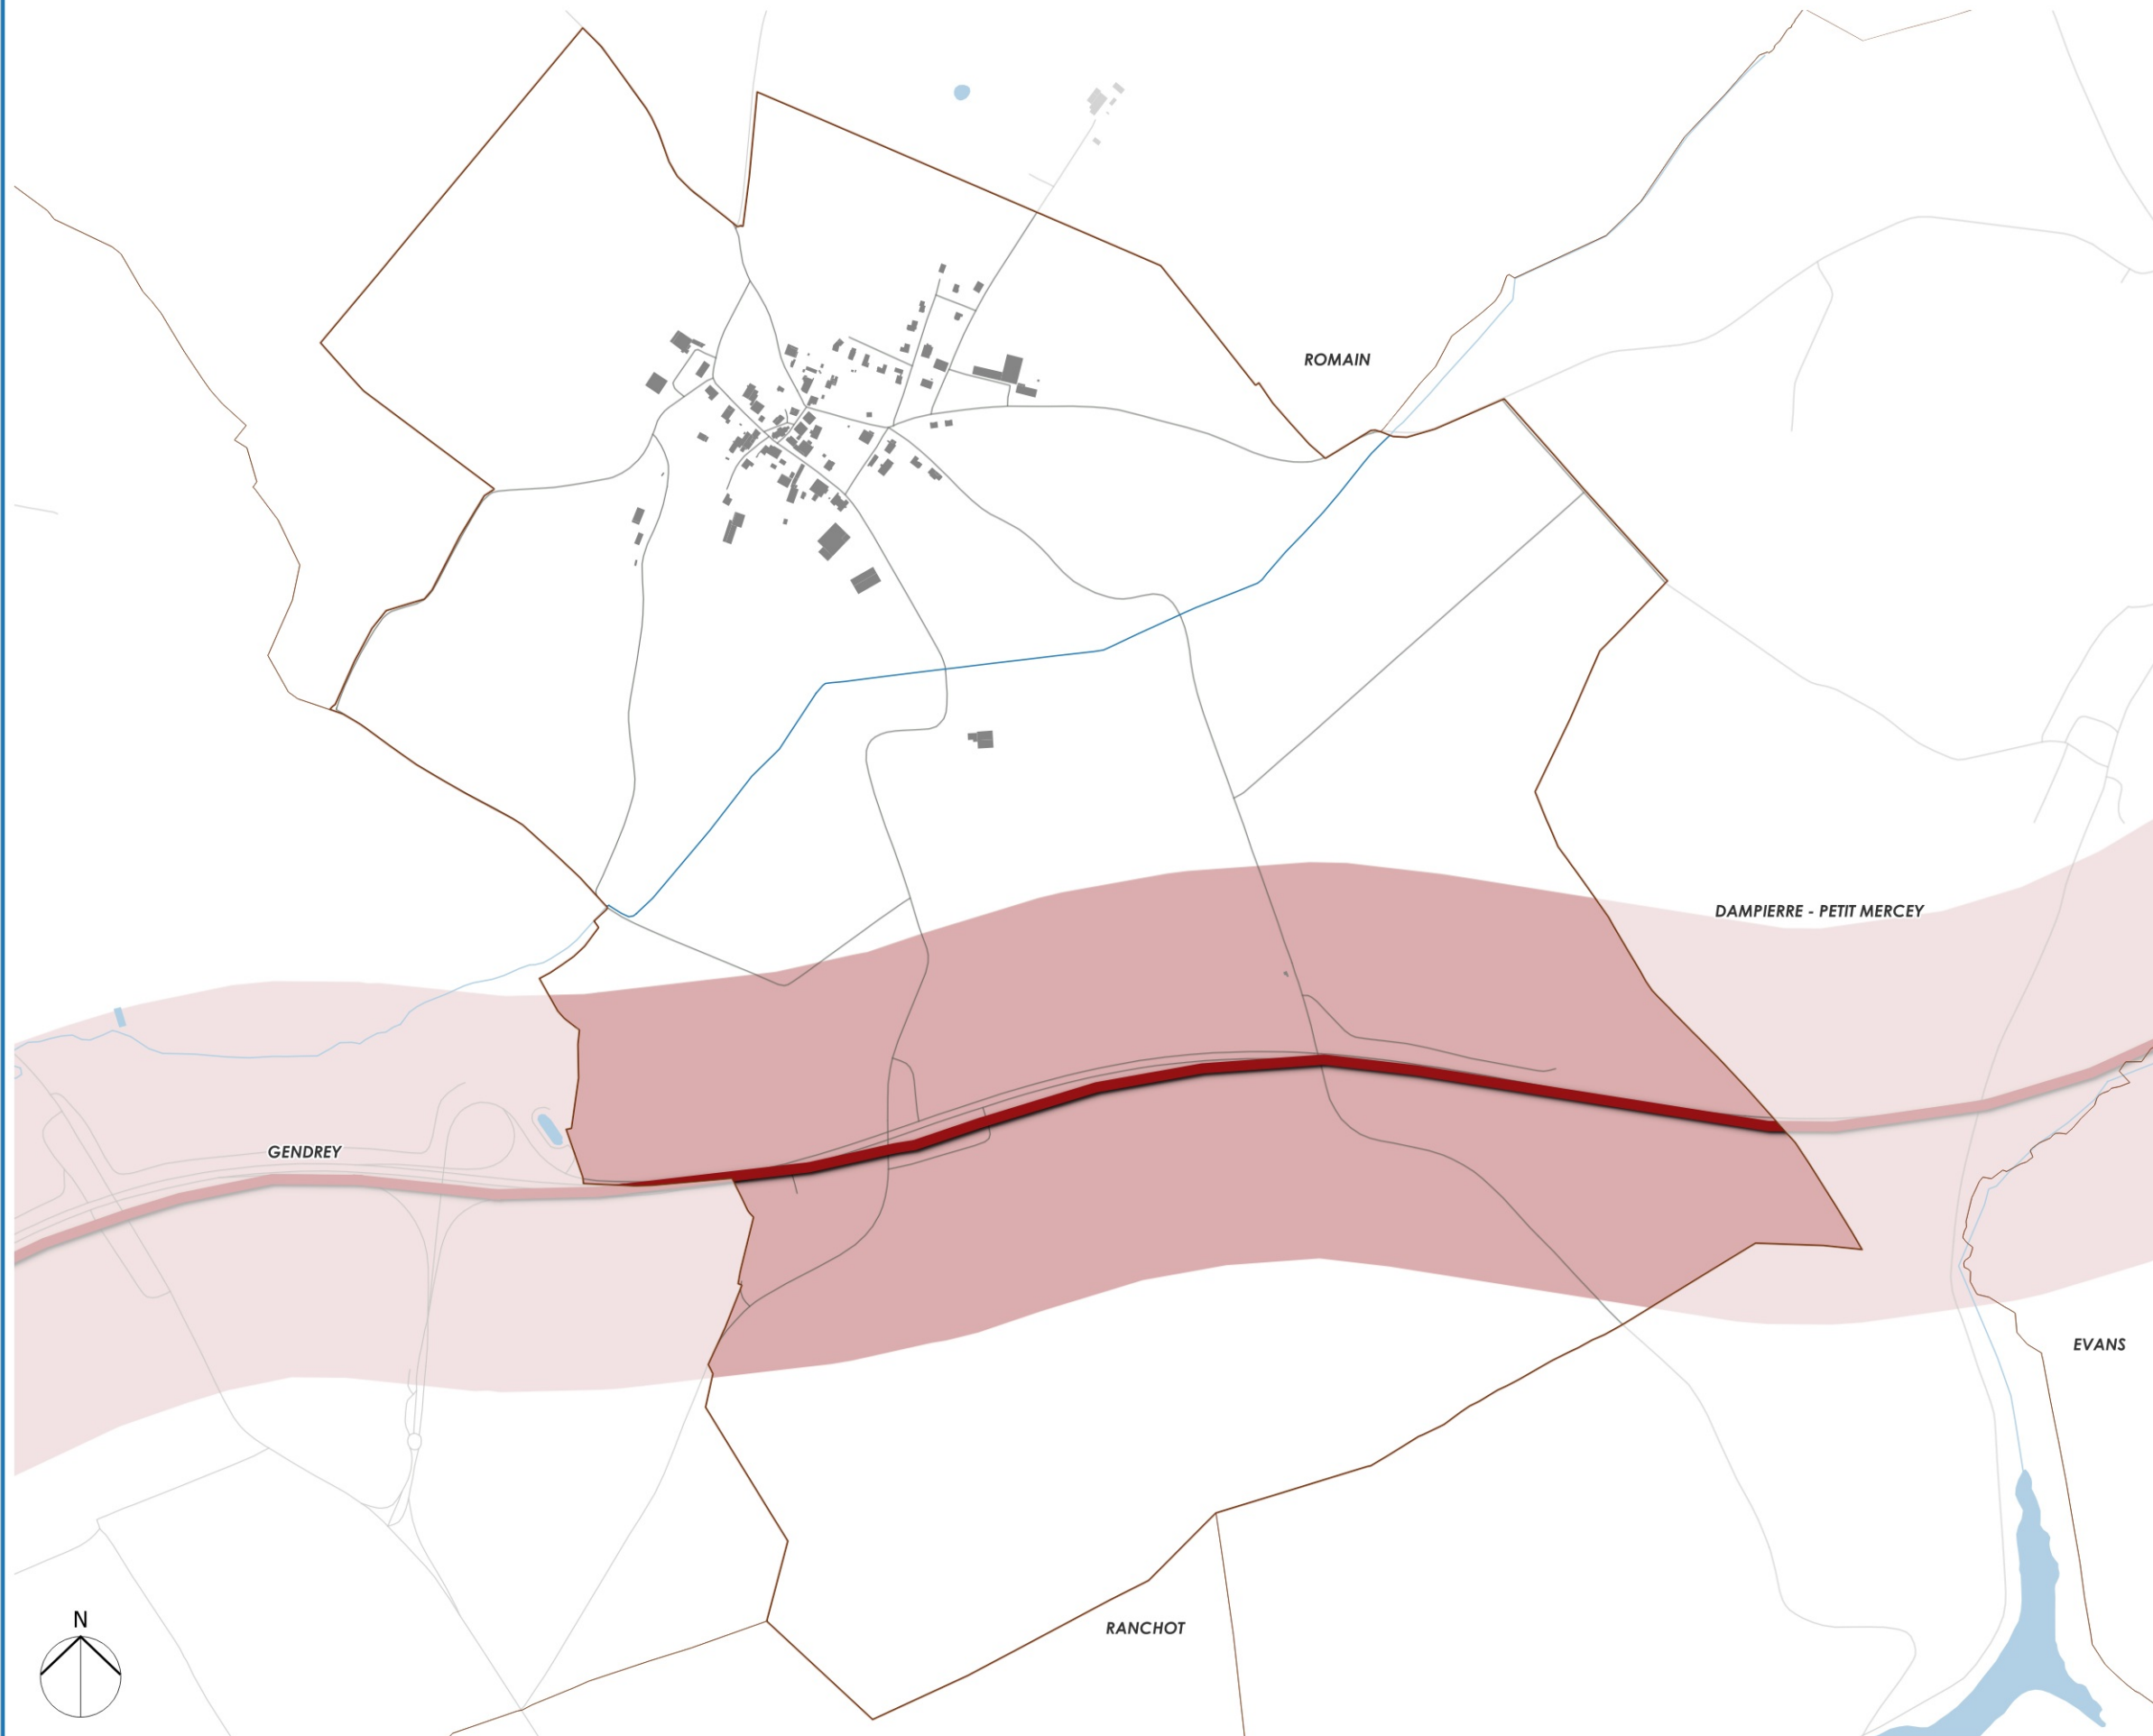 ROMAIN
DAMPIERRE - PETIT MERCEY
GENDREY
EVANS
RANCHOT
N